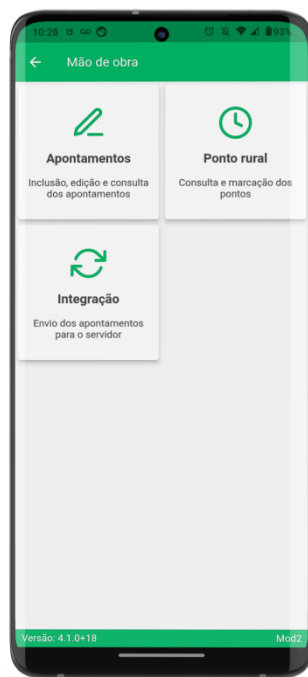 10:28
93%
Mão de obra
Apontamentos
Inclusão, edição e consulta
dos apontamentos
Ponto rural
Consulta e marcação dos
pontos
Integração
Envio dos apontamentos
para o servidor
Versão: 4.1.0+18
Mod2